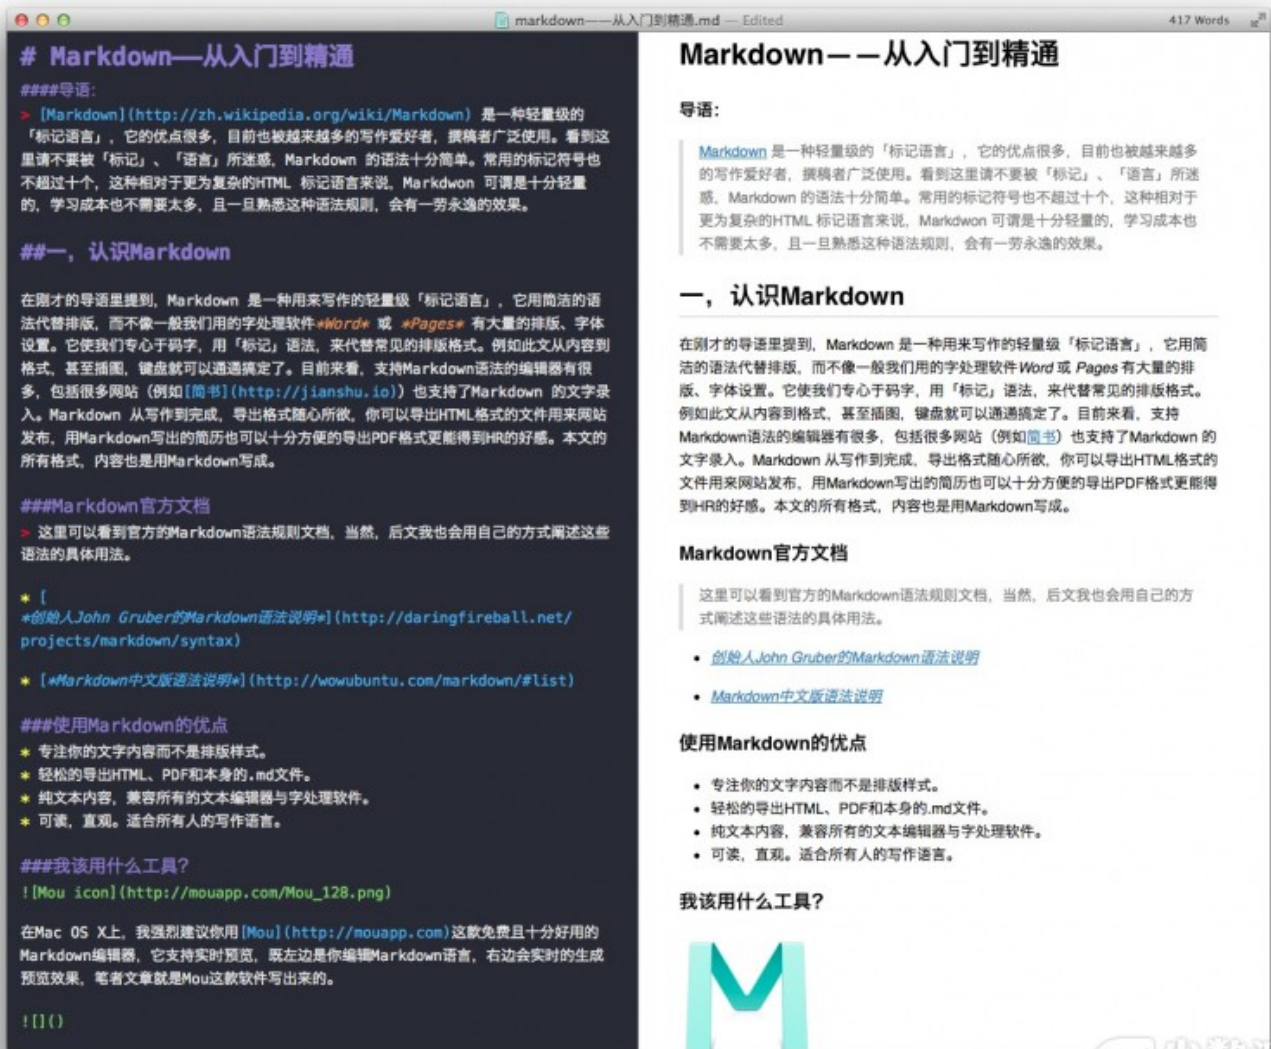 markdown——从入门到精通.md — Edited
417 Words
# Markdown——从入门到精通
####导语:
> [Markdown](http://zh.wikipedia.org/wiki/Markdown) 是一种轻量级的
「标记语言」，它的优点很多，目前也被越来越多的写作爱好者，撰稿者广泛使用。看到这
里请不要被「标记」、「语言」所迷惑，Markdown 的语法十分简单。常用的标记符号也
不超过十个，这种相对于更为复杂的HTML 标记语言来说，Markdwon 可谓是十分轻量
的，学习成本也不需要太多，且一旦熟悉这种语法规则，会有一劳永逸的效果。
##一，认识Markdown
在刚才的导语里提到，Markdown 是一种用来写作的轻量级「标记语言」，它用简洁的语
法代替排版，而不像一般我们用的字处理软件*Word* 或 *Pages* 有大量的排版、字体
设置。它使我们专心于码字，用「标记」语法，来代替常见的排版格式。例如此文从内容到
格式，甚至插图，键盘就可以通通搞定了。目前来看，支持Markdown语法的编辑器有很
多，包括很多网站（例如[简书](http://jianshu.io)）也支持了Markdown 的文字录
入。Markdown 从写作到完成，导出格式随心所欲，你可以导出HTML格式的文件用来网站
发布，用Markdown写出的简历也可以十分方便的导出PDF格式更能得到HR的好感。本文的
所有格式，内容也是用Markdown写成。
###Markdown官方文档
> 这里可以看到官方的Markdown语法规则文档，当然，后文我也会用自己的方式阐述这些
语法的具体用法。
* [
*创始人John Gruber的Markdown语法说明*](http://daringfireball.net/
projects/markdown/syntax)
* [*Markdown中文版语法说明*](http://wowubuntu.com/markdown/#list)
###使用Markdown的优点
* 专注你的文字内容而不是排版样式。
* 轻松的导出HTML、PDF和本身的.md文件。
* 纯文本内容，兼容所有的文本编辑器与字处理软件。
* 可读，直观。适合所有人的写作语言。
###我该用什么工具?
![Mou icon](http://mouapp.com/Mou_128.png)
在Mac OS X上，我强烈建议你用[Mou](http://mouapp.com)这款免费且十分好用的
Markdown编辑器，它支持实时预览，既左边是你编辑Markdown语言，右边会实时的生成
预览效果，笔者文章就是Mou这款软件写出来的。
![]()
Markdown——从入门到精通
导语:
Markdown 是一种轻量级的「标记语言」，它的优点很多，目前也被越来越多
的写作爱好者，撰稿者广泛使用。看到这里请不要被「标记」、「语言」所迷
惑，Markdown 的语法十分简单。常用的标记符号也不超过十个，这种相对于
更为复杂的HTML 标记语言来说，Markdwon 可谓是十分轻量的，学习成本也
不需要太多，且一旦熟悉这种语法规则，会有一劳永逸的效果。
一，认识Markdown
在刚才的导语里提到，Markdown 是一种用来写作的轻量级「标记语言」，它用简
洁的语法代替排版，而不像一般我们用的字处理软件Word 或 Pages 有大量的排
版、字体设置。它使我们专心于码字，用「标记」语法，来代替常见的排版格式。
例如此文从内容到格式，甚至插图，键盘就可以通通搞定了。目前来看，支持
Markdown语法的编辑器有很多，包括很多网站（例如简书）也支持了Markdown 的
文字录入。Markdown 从写作到完成，导出格式随心所欲，你可以导出HTML格式的
文件用来网站发布，用Markdown写出的简历也可以十分方便的导出PDF格式更能得
到HR的好感。本文的所有格式，内容也是用Markdown写成。
Markdown官方文档
这里可以看到官方的Markdown语法规则文档，当然，后文我也会用自己的方
式阐述这些语法的具体用法。
• 创始人John Gruber的Markdown语法说明
• Markdown中文版语法说明
使用Markdown的优点
• 专注你的文字内容而不是排版样式。
• 轻松的导出HTML、PDF和本身的.md文件。
• 纯文本内容，兼容所有的文本编辑器与字处理软件。
• 可读，直观。适合所有人的写作语言。
我该用什么工具?